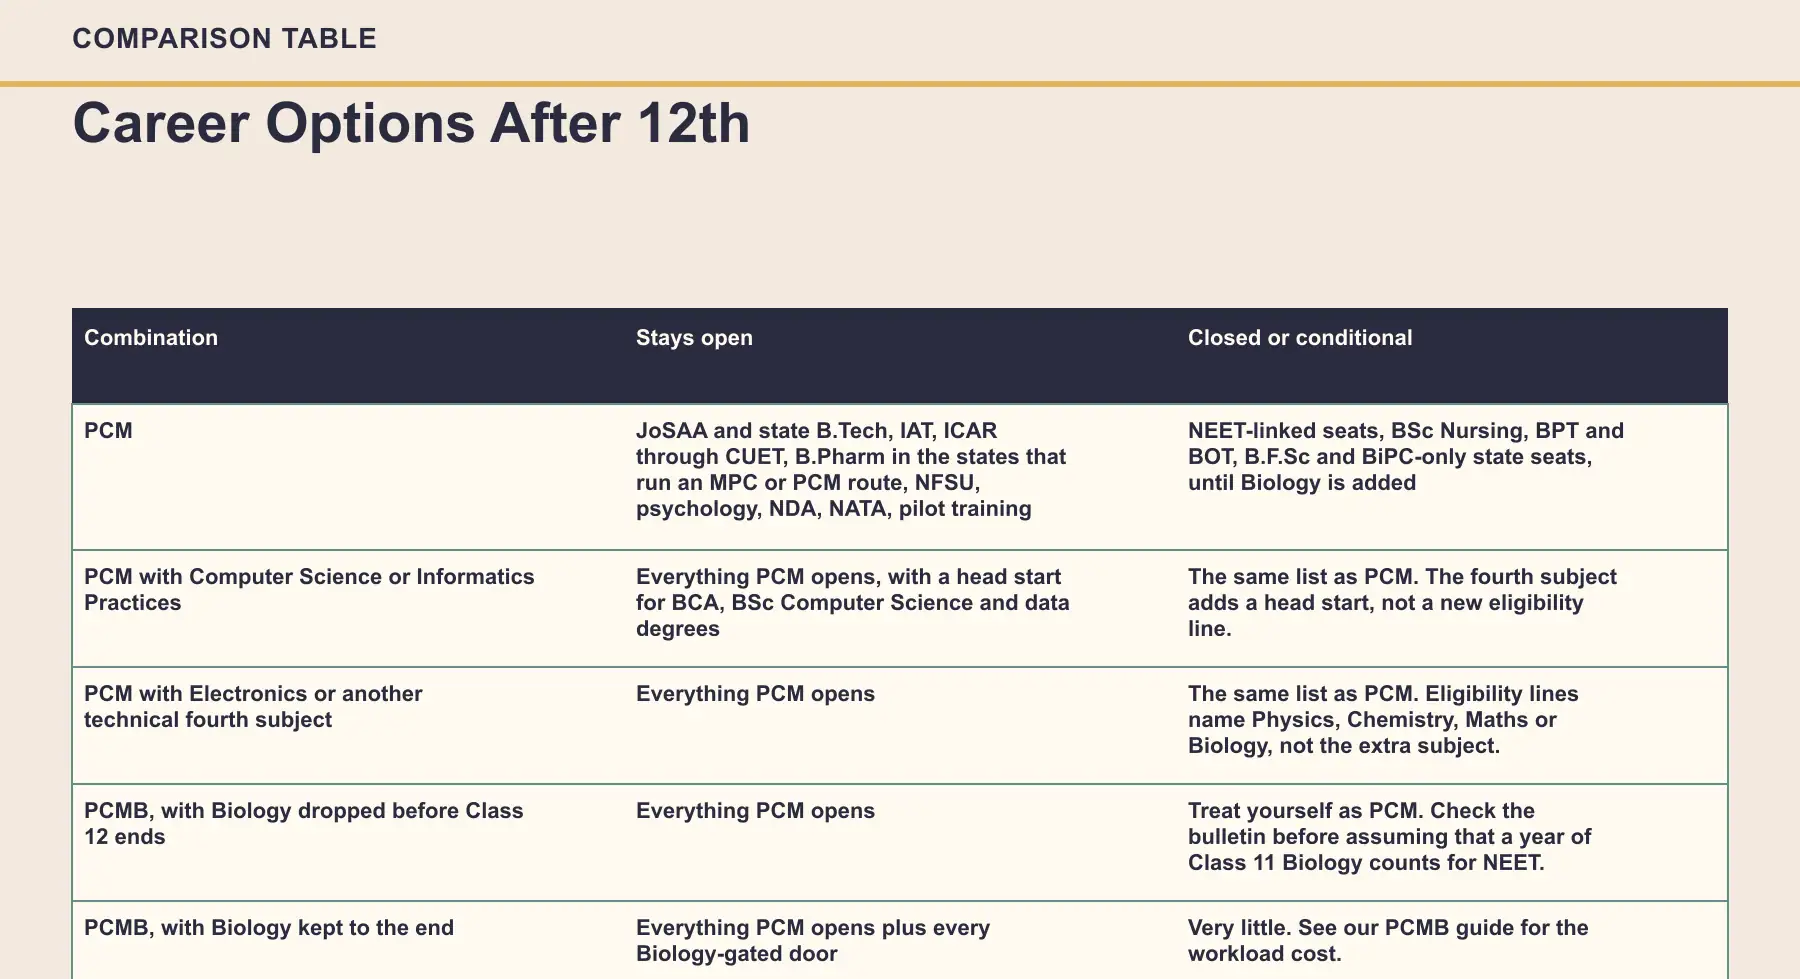 COMPARISON TABLE
Career Options After 12th
Combination
Stays open
Closed or conditional
PCM
JoSAA and state B.Tech, IAT, ICAR
through CUET, B.Pharm in the states that
run an MPC or PCM route, NFSU,
psychology, NDA, NATA, pilot training
NEET-linked seats, BSc Nursing, BPT and
BOT, B.F.Sc and BiPC-only state seats,
until Biology is added
PCM with Computer Science or Informatics
Practices
Everything PCM opens, with a head start
for BCA, BSc Computer Science and data
degrees
The same list as PCM. The fourth subject
adds a head start, not a new eligibility
line.
PCM with Electronics or another
technical fourth subject
Everything PCM opens
The same list as PCM. Eligibility lines
name Physics, Chemistry, Maths or
Biology, not the extra subject.
PCMB, with Biology dropped before Class
12 ends
Everything PCM opens
Treat yourself as PCM. Check the
bulletin before assuming that a year of
Class 11 Biology counts for NEET.
PCMB, with Biology kept to the end
Everything PCM opens plus every
Biology-gated door
Very little. See our PCMB guide for the
workload cost.